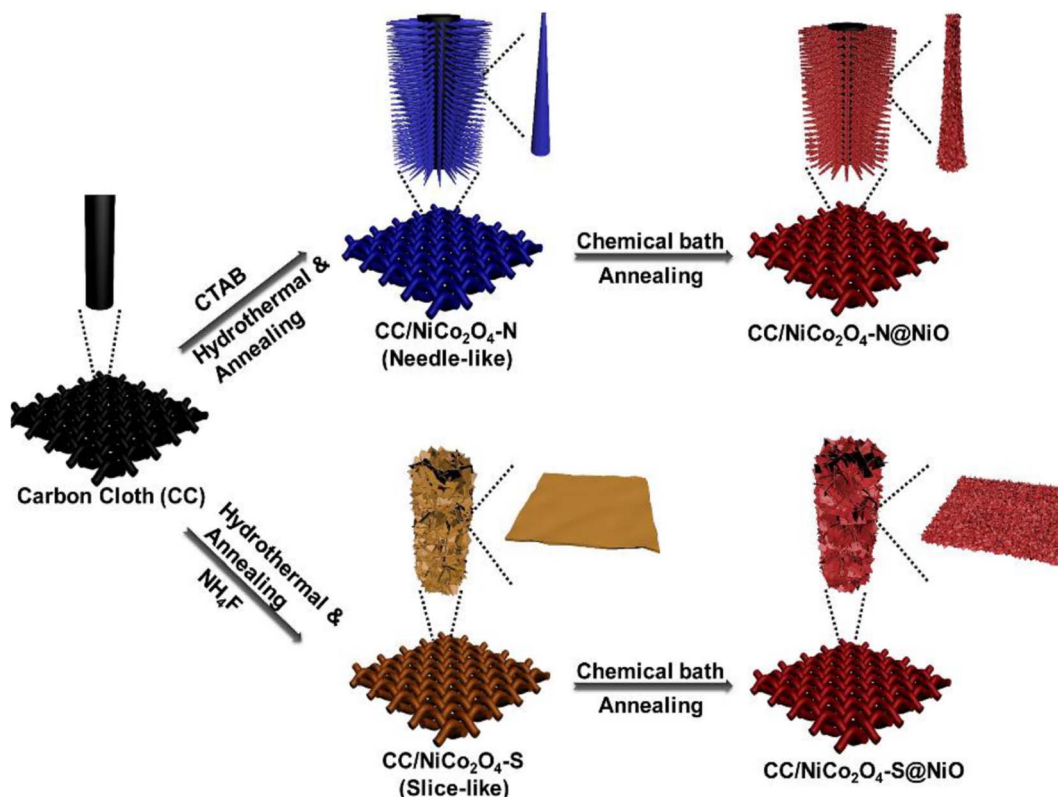 Carbon Cloth (CC)
CTAB
Hydrothermal &
Annealing
CC/NiCo₂O₄-N
(Needle-like)
Chemical bath
Annealing
CC/NiCo₂O₄-N@NiO
Hydrothermal &
Annealing
NH₄F
CC/NiCo₂O₄-S
(Slice-like)
Chemical bath
Annealing
CC/NiCo₂O₄-S@NiO